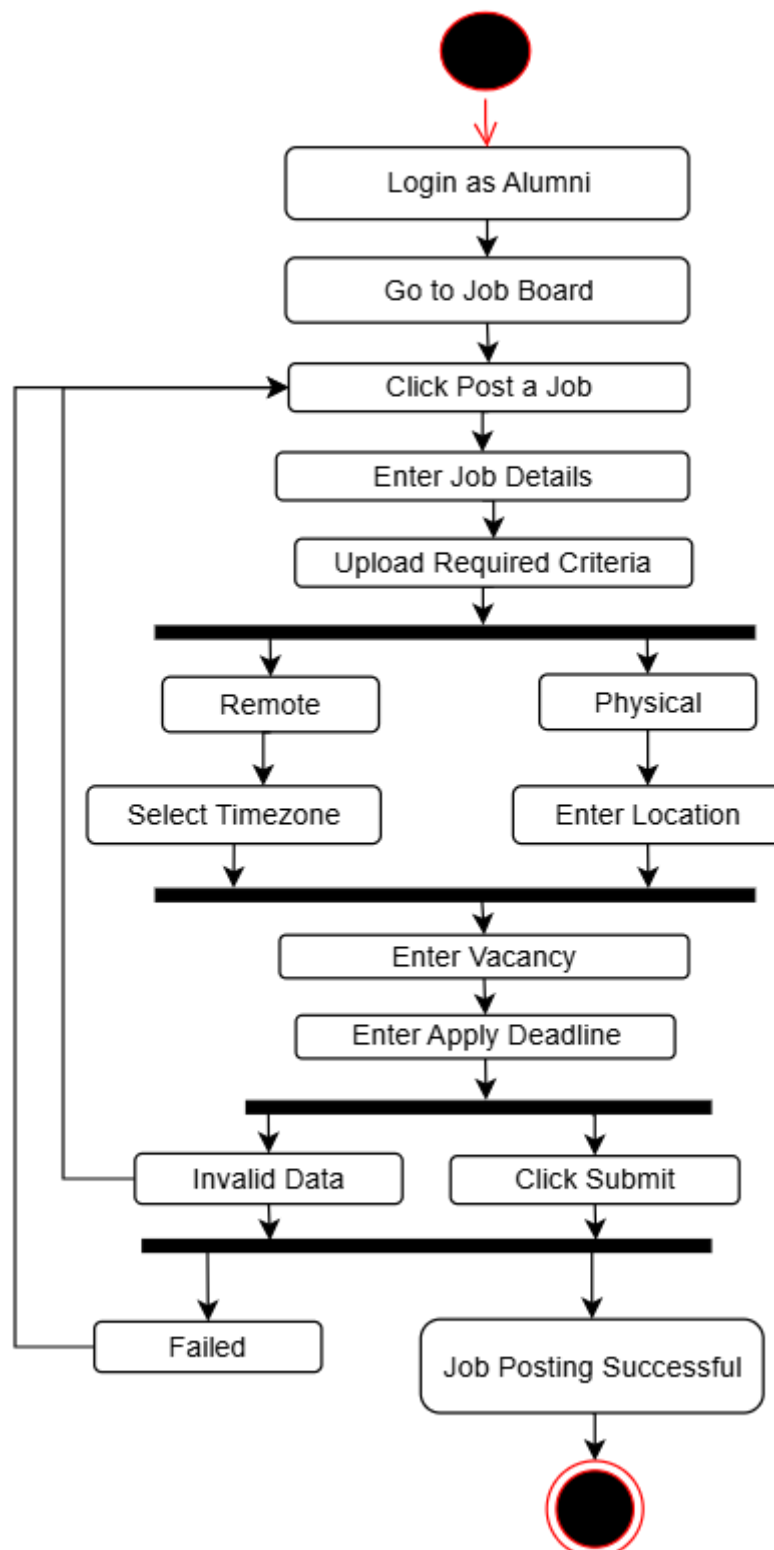 Login as Alumni
Go to Job Board
Click Post a Job
Enter Job Details
Upload Required Criteria
Remote
Physical
Select Timezone
Enter Location
Enter Vacancy
Enter Apply Deadline
Invalid Data
Click Submit
Failed
Job Posting Successful